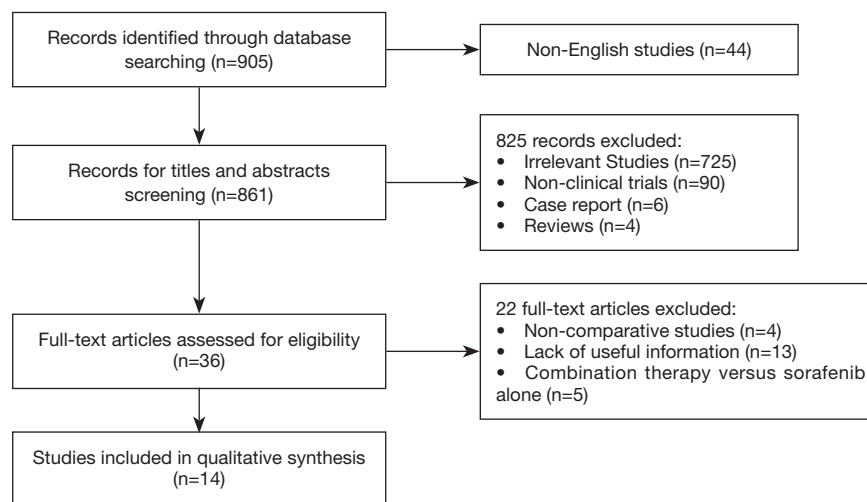 Records identified through database
searching (n=905)
Non-English studies (n=44)
Records for titles and abstracts
screening (n=861)
825 records excluded:
• Irrelevant Studies (n=725)
• Non-clinical trials (n=90)
• Case report (n=6)
• Reviews (n=4)
Full-text articles assessed for eligibility
(n=36)
22 full-text articles excluded:
• Non-comparative studies (n=4)
• Lack of useful information (n=13)
• Combination therapy versus sorafenib
alone (n=5)
Studies included in qualitative synthesis
(n=14)